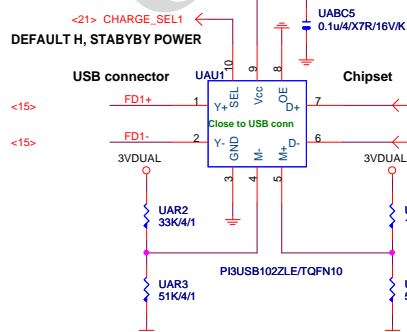 <21> CHARGE_SEL1
UABC5
0.1u/4/X7R/16V/K
DEFAULT H, STABYBY POWER
10
9
8
USB connector
UAU1
Chipset
SEL
Vcc
OE
<15>
FD1+
1
Y+
D+
7
Close to USB conn
<15>
FD1-
2
Y-
D-
6
GND
M-
M+
3VDUAL
3
4
5
3VDUAL
UAR2
33K/4/1
PI3USB102ZLE/TQFN10
UAR3
51K/4/1